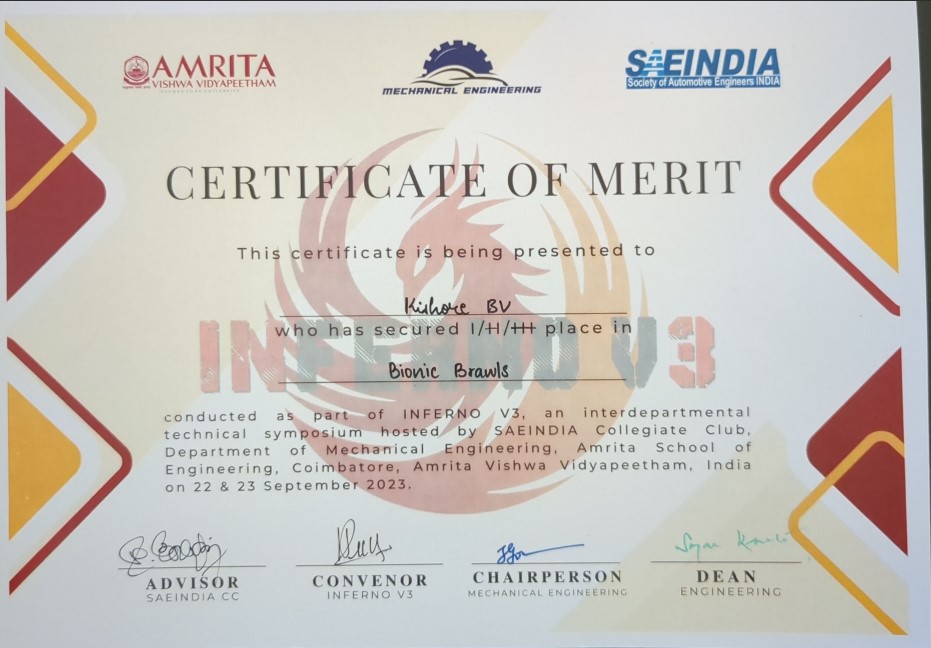 AMRITA
VISHWA VIDYAPEETHAM
MECHANICAL ENGINEERING
SAEINDIA
Society of Automotive Engineers INDIA
CERTIFICATE OF MERIT
This certificate is being presented to
Kishore BV
who has secured I/II/III place in
INFERNO V3
Bionic Brawls
conducted as part of INFERNO V3, an interdepartmental
technical symposium hosted by SAEINDIA Collegiate Club,
Department of Mechanical Engineering, Amrita School of
Engineering, Coimbatore, Amrita Vishwa Vidyapeetham, India
on 22 & 23 September 2023.
ADVISOR
SAEINDIA CC
CONVENOR
INFERNO V3
CHAIRPERSON
MECHANICAL ENGINEERING
DEAN
ENGINEERING